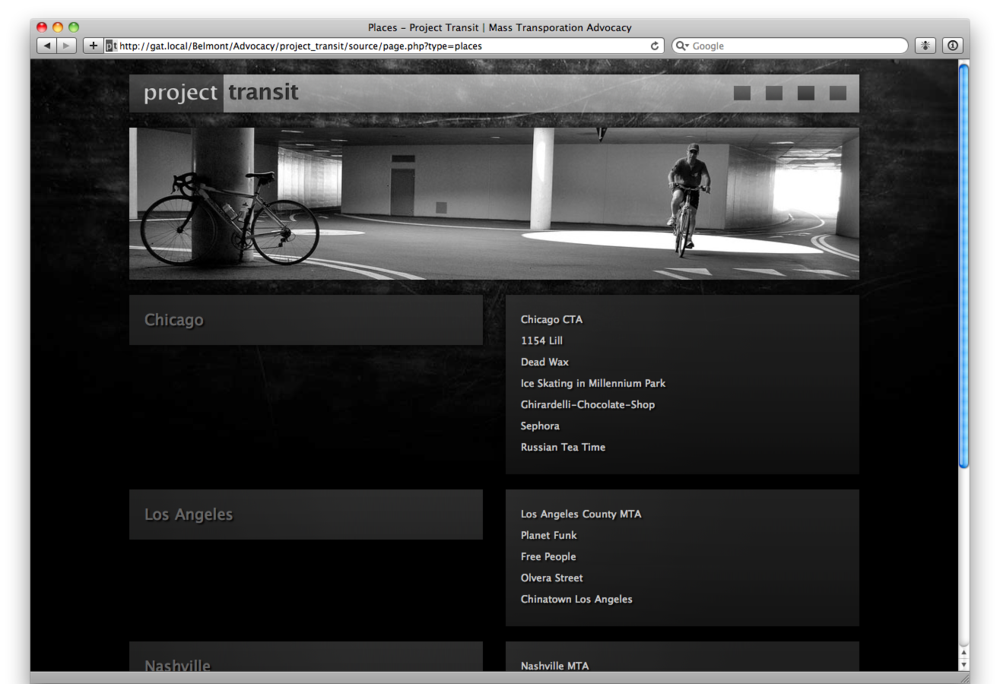 Places – Project Transit | Mass Transporation Advocacy
pt http://gat.local/Belmont/Advocacy/project_transit/source/page.php?type=places
Google
project transit
Chicago
Chicago CTA
1154 Lill
Dead Wax
Ice Skating in Millennium Park
Ghirardelli-Chocolate-Shop
Sephora
Russian Tea Time
Los Angeles
Los Angeles County MTA
Planet Funk
Free People
Olvera Street
Chinatown Los Angeles
Nashville
Nashville MTA